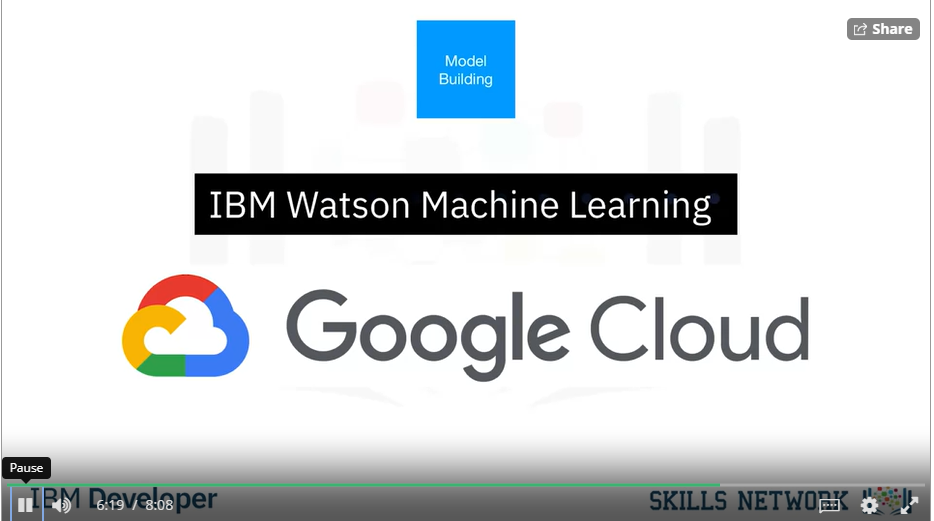 Share
Model
Building
IBM Watson Machine Learning
Google Cloud
Pause
IBM Developer
6:19 / 8:08
SKILLS NETWORK